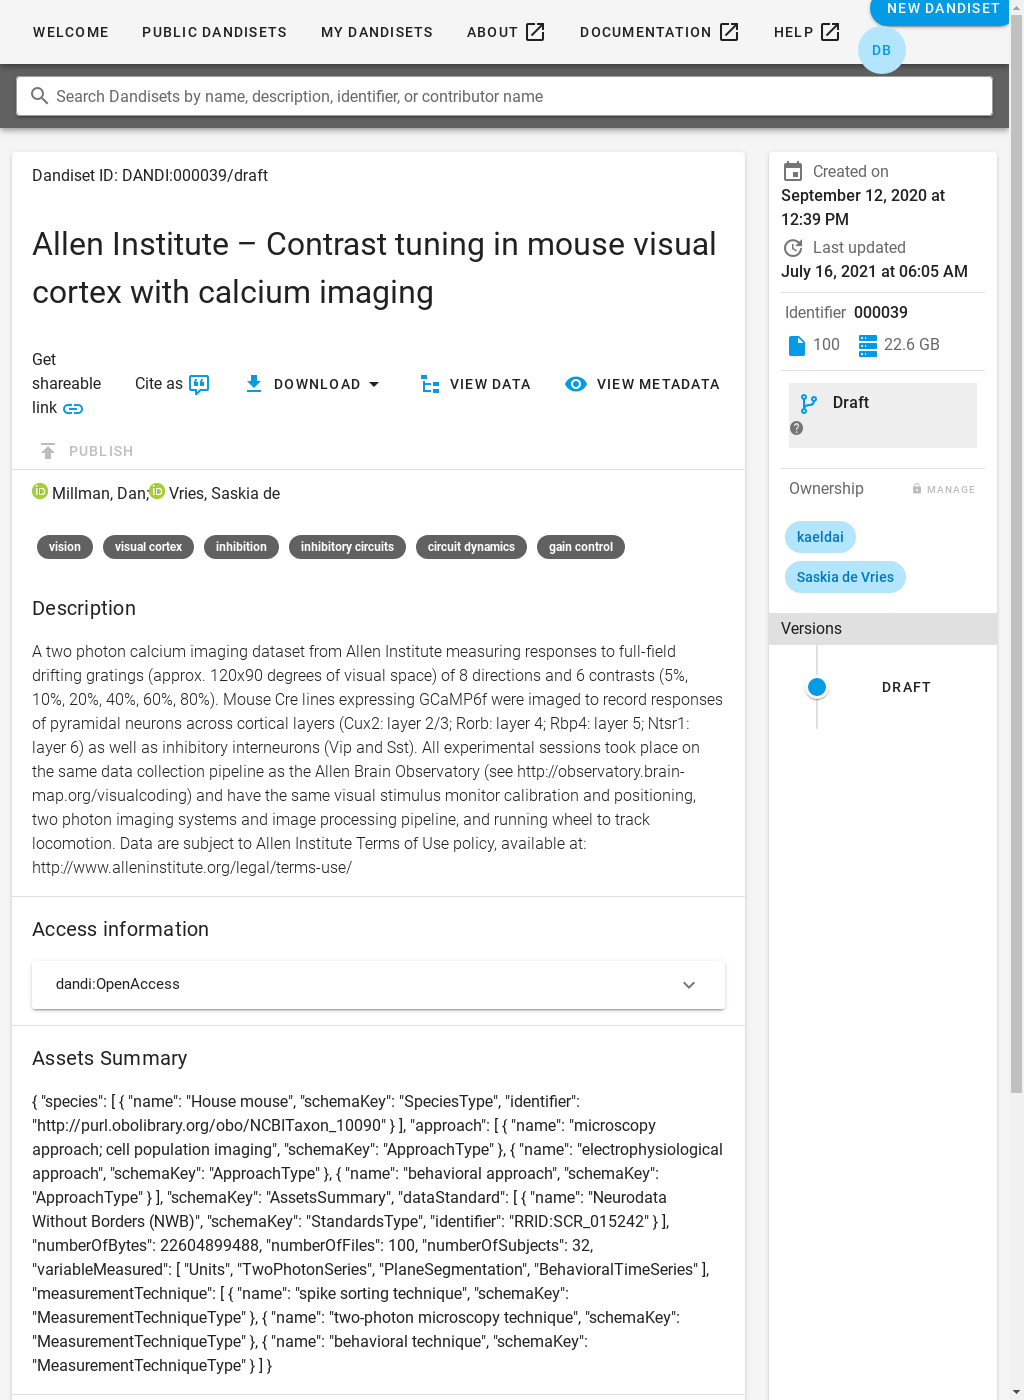 WELCOME PUBLIC DANDISETS MY DANDISETS ABOUT DOCUMENTATION HELP NEW DANDISET
DB
Search Dandisets by name, description, identifier, or contributor name
Dandiset ID: DANDI:000039/draft
Allen Institute – Contrast tuning in mouse visual
cortex with calcium imaging
Get
shareable
link
Cite as
DOWNLOAD
VIEW DATA
VIEW METADATA
PUBLISH
Millman, Dan; Vries, Saskia de
vision visual cortex inhibition inhibitory circuits circuit dynamics gain control
Description
A two photon calcium imaging dataset from Allen Institute measuring responses to full-field
drifting gratings (approx. 120x90 degrees of visual space) of 8 directions and 6 contrasts (5%,
10%, 20%, 40%, 60%, 80%). Mouse Cre lines expressing GCaMP6f were imaged to record responses
of pyramidal neurons across cortical layers (Cux2: layer 2/3; Rorb: layer 4; Rbp4: layer 5; Ntsr1:
layer 6) as well as inhibitory interneurons (Vip and Sst). All experimental sessions took place on
the same data collection pipeline as the Allen Brain Observatory (see http://observatory.brain-
map.org/visualcoding) and have the same visual stimulus monitor calibration and positioning,
two photon imaging systems and image processing pipeline, and running wheel to track
locomotion. Data are subject to Allen Institute Terms of Use policy, available at:
http://www.alleninstitute.org/legal/terms-use/
Access information
dandi:OpenAccess
Assets Summary
{ "species": [ { "name": "House mouse", "schemaKey": "SpeciesType", "identifier":
"http://purl.obolibrary.org/obo/NCBITaxon_10090" } ], "approach": [ { "name": "microscopy
approach; cell population imaging", "schemaKey": "ApproachType" }, { "name": "electrophysiological
approach", "schemaKey": "ApproachType" }, { "name": "behavioral approach", "schemaKey":
"ApproachType" } ], "schemaKey": "AssetsSummary", "dataStandard": [ { "name": "Neurodata
Without Borders (NWB)", "schemaKey": "StandardsType", "identifier": "RRID:SCR_015242" } ],
"numberOfBytes": 22604899488, "numberOfFiles": 100, "numberOfSubjects": 32,
"variableMeasured": [ "Units", "TwoPhotonSeries", "PlaneSegmentation", "BehavioralTimeSeries" ],
"measurementTechnique": [ { "name": "spike sorting technique", "schemaKey":
"MeasurementTechniqueType" }, { "name": "two-photon microscopy technique", "schemaKey":
"MeasurementTechniqueType" }, { "name": "behavioral technique", "schemaKey":
"MeasurementTechniqueType" } ] }
Created on
September 12, 2020 at
12:39 PM
Last updated
July 16, 2021 at 06:05 AM
Identifier 000039
100 22.6 GB
Draft
Ownership MANAGE
kaeldai
Saskia de Vries
Versions
DRAFT